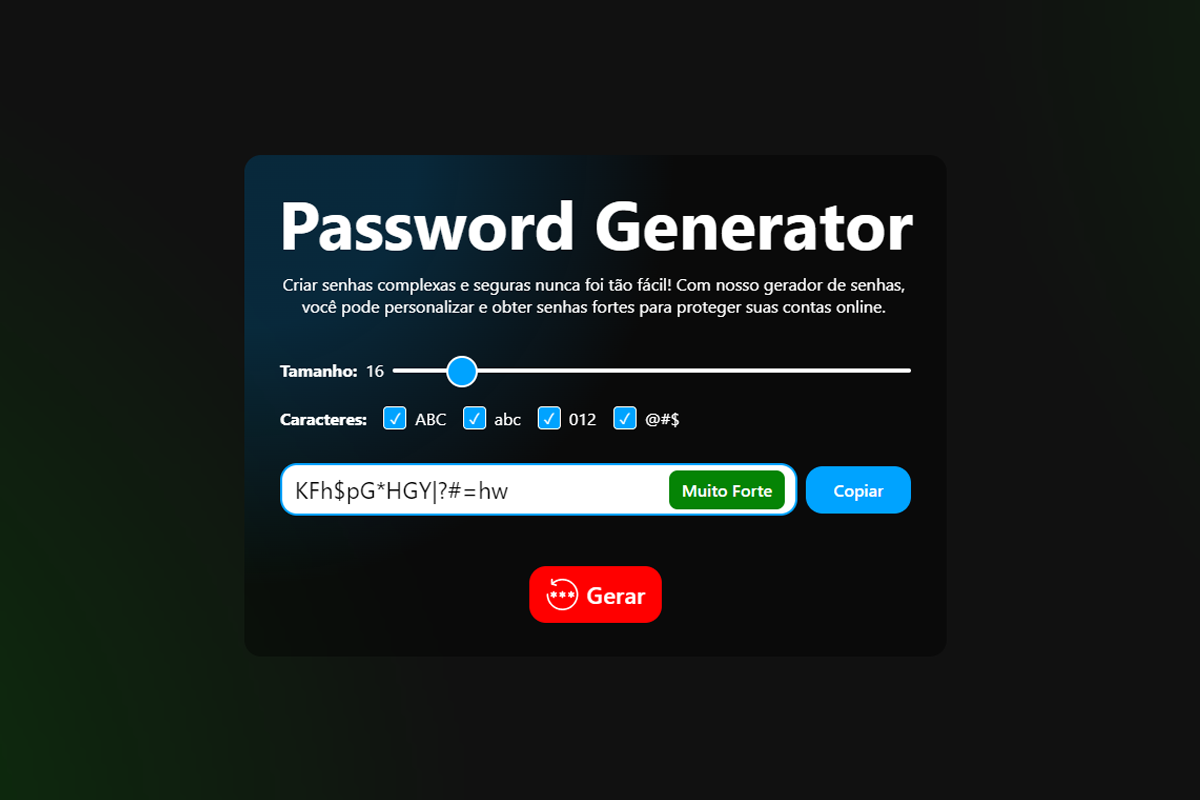 Password Generator
Criar senhas complexas e seguras nunca foi tão fácil! Com nosso gerador de senhas,
você pode personalizar e obter senhas fortes para proteger suas contas online.
Tamanho: 16
Caracteres: ABC abc 012 @#$
KFh$pG*HGY|?#=hw Muito Forte Copiar
*** Gerar